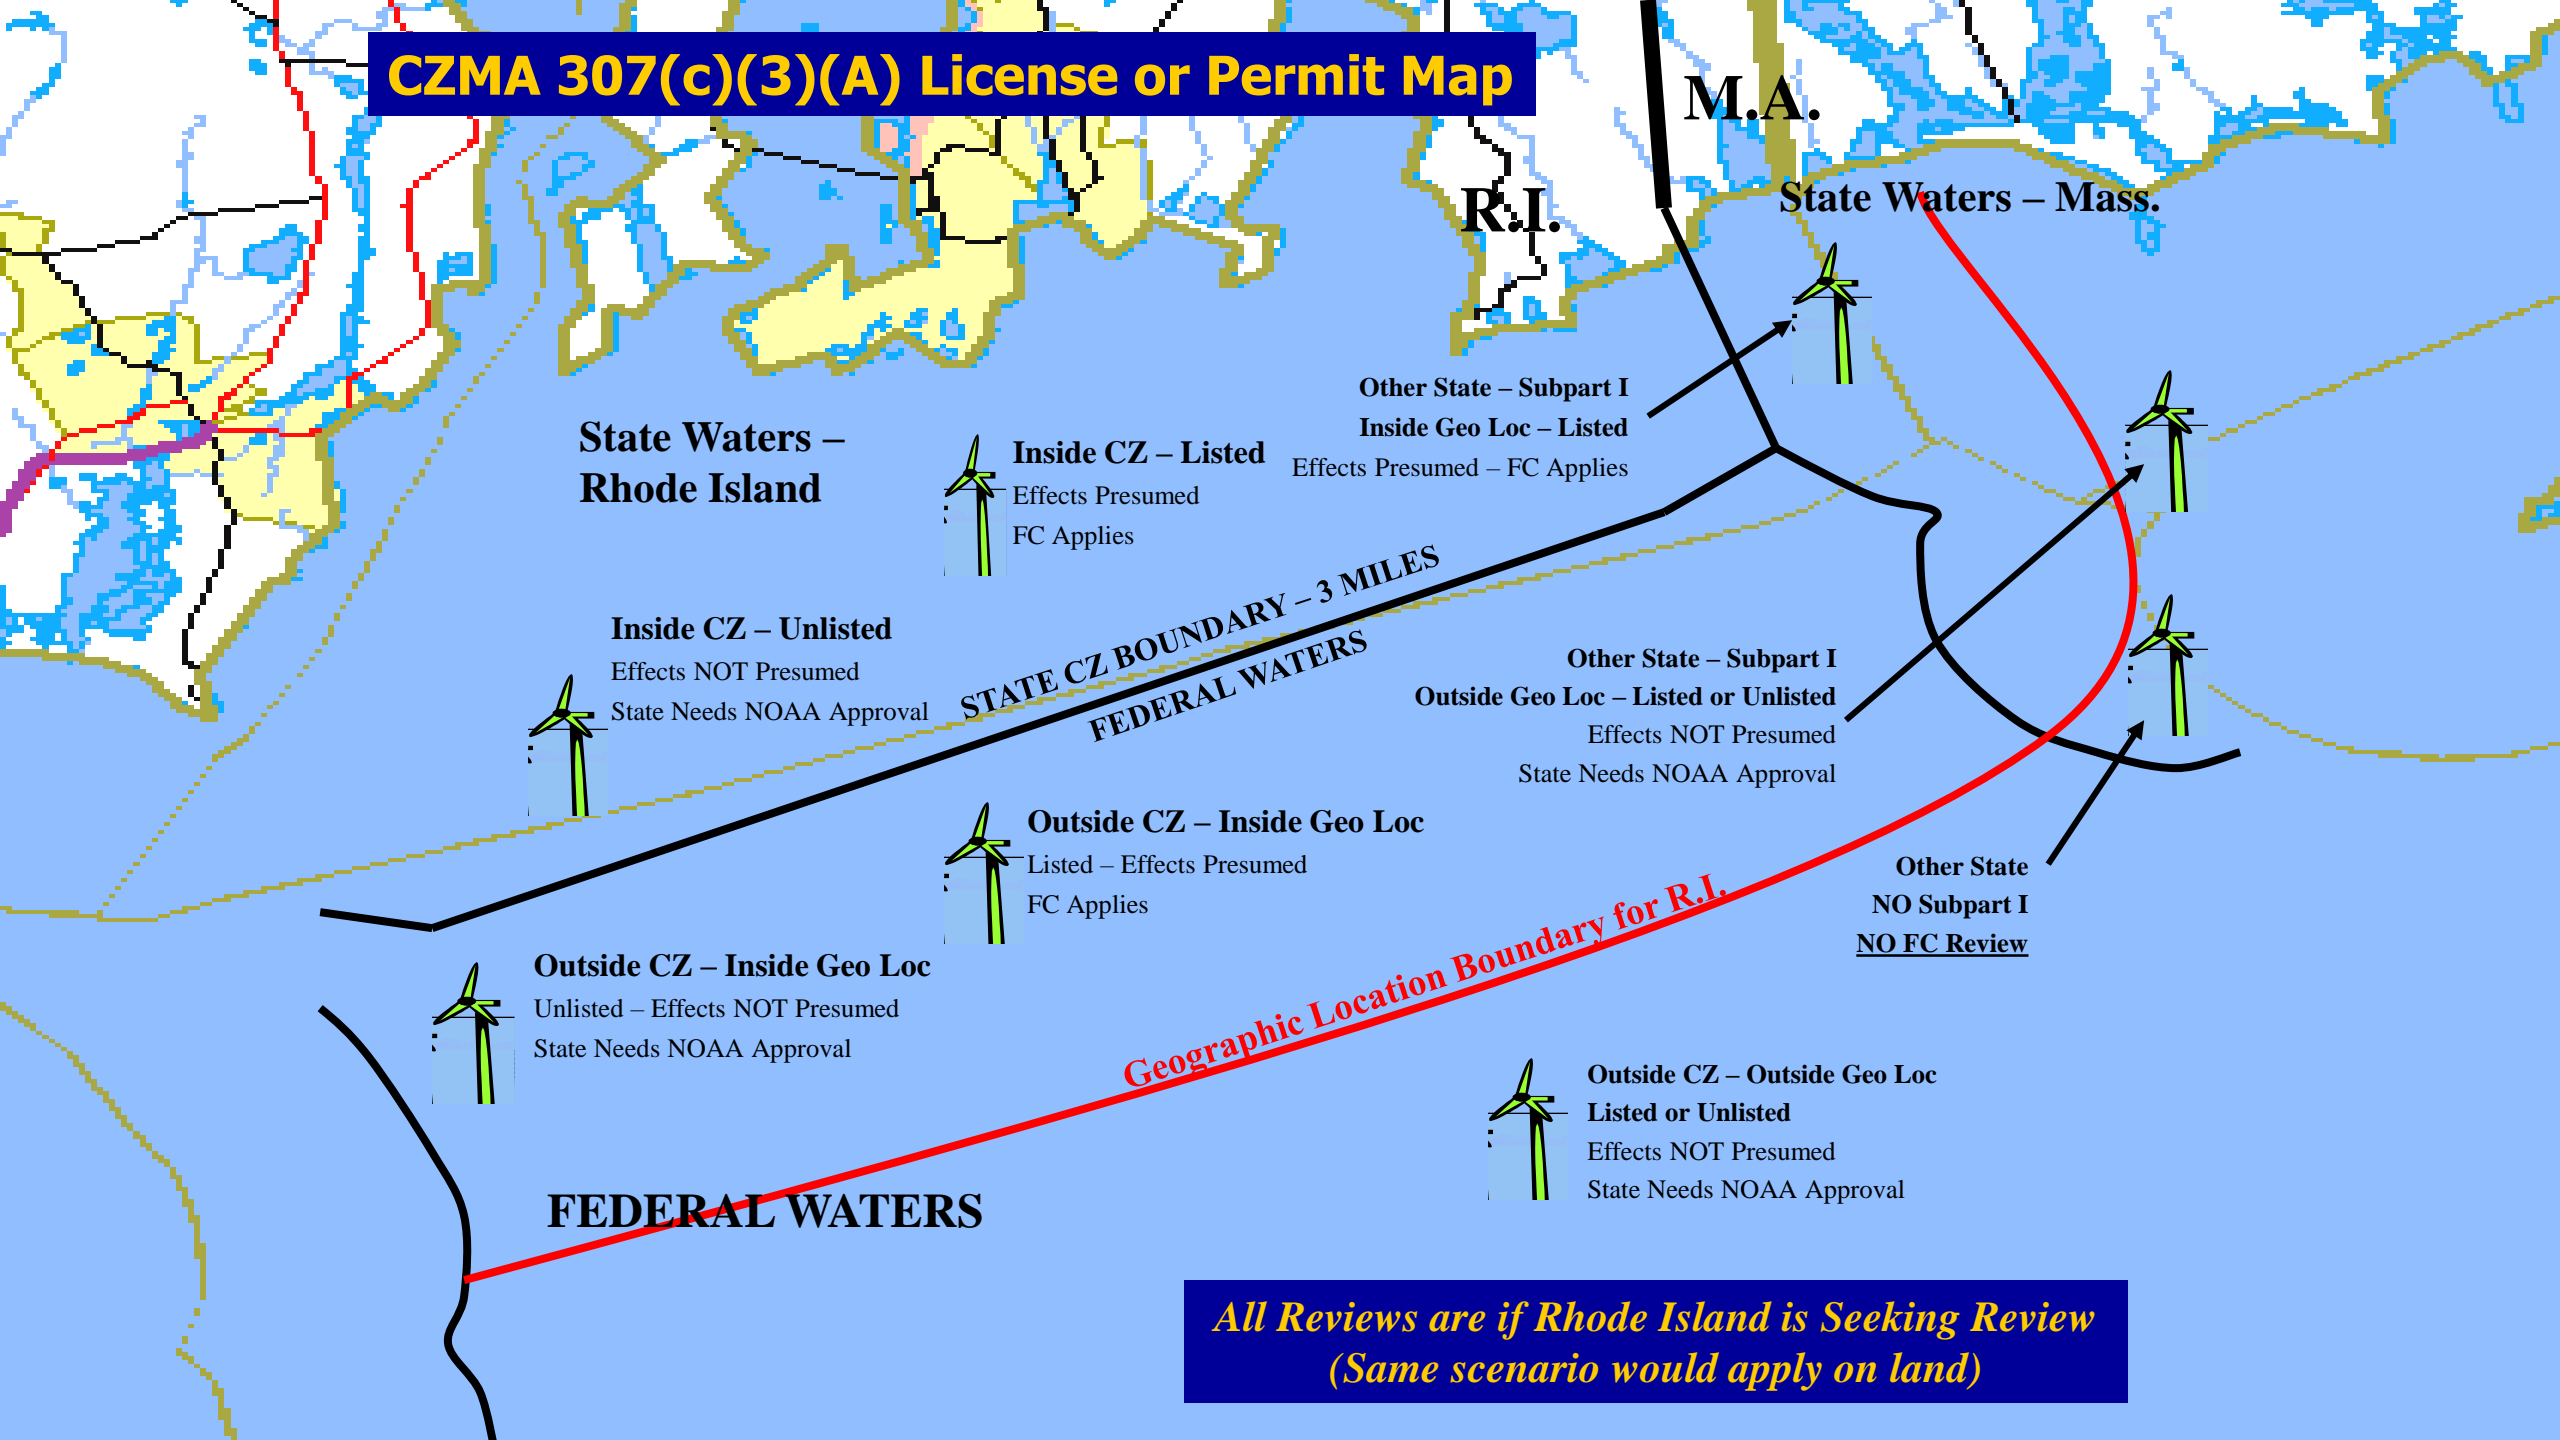 CZMA 307(c)(3)(A) License or Permit Map
M.A.
R.I.
State Waters – Mass.
State Waters –
Rhode Island
Inside CZ – Listed
Effects Presumed
FC Applies
Other State – Subpart I
Inside Geo Loc – Listed
Effects Presumed – FC Applies
Inside CZ – Unlisted
Effects NOT Presumed
State Needs NOAA Approval
STATE CZ BOUNDARY – 3 MILES
FEDERAL WATERS
Other State – Subpart I
Outside Geo Loc – Listed or Unlisted
Effects NOT Presumed
State Needs NOAA Approval
Outside CZ – Inside Geo Loc
Listed – Effects Presumed
FC Applies
Other State
NO Subpart I
NO FC Review
Geographic Location Boundary for R.I.
Outside CZ – Inside Geo Loc
Unlisted – Effects NOT Presumed
State Needs NOAA Approval
Outside CZ – Outside Geo Loc
Listed or Unlisted
Effects NOT Presumed
State Needs NOAA Approval
FEDERAL WATERS
All Reviews are if Rhode Island is Seeking Review
(Same scenario would apply on land)